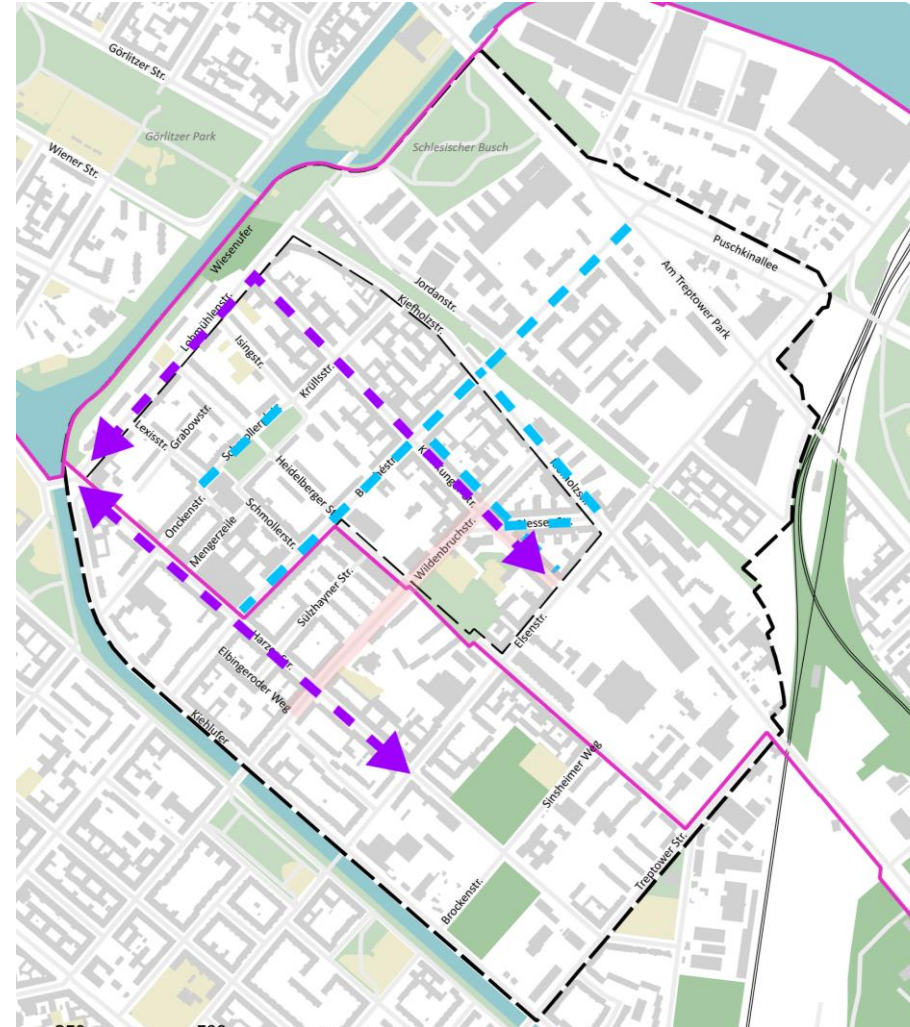 Görlitzer Str.
Görlitzer Park
Schlesischer Busch
Wiener Str.
Wiesenufer
Puschkinallee
Jordanstr.
Am Treptower Park
Kiefholzstr.
Lohmühlenstr.
Isingstr.
Krüllsstr.
Lexisstr.
Grabowstr.
Heidelberger Str.
Onckenstr.
Schmollerstr.
Mengerzeile
Wildenbruchstr.
Sülzhayner Str.
Elsenstr.
Harzer Str.
Elbingeroder Weg
Kiehlufer
Sinsheimer Weg
Treptower Str.
Brockenstr.